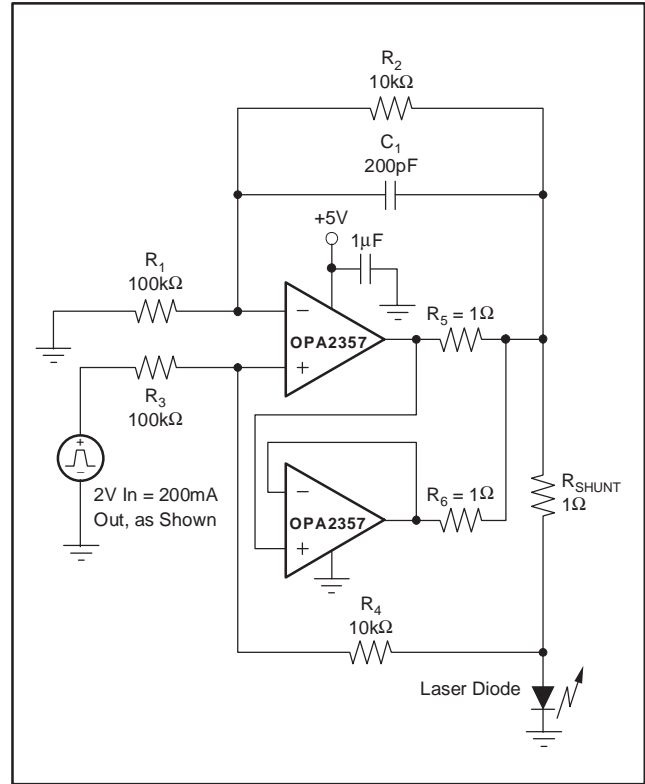 R2
10kΩ
C1
200pF
+5V
1μF
R1
100kΩ
−
OPA2357
+
R5 = 1Ω
R3
100kΩ
+
−
2V In = 200mA
Out, as Shown
−
OPA2357
+
R6 = 1Ω
RSHUNT
1Ω
R4
10kΩ
Laser Diode